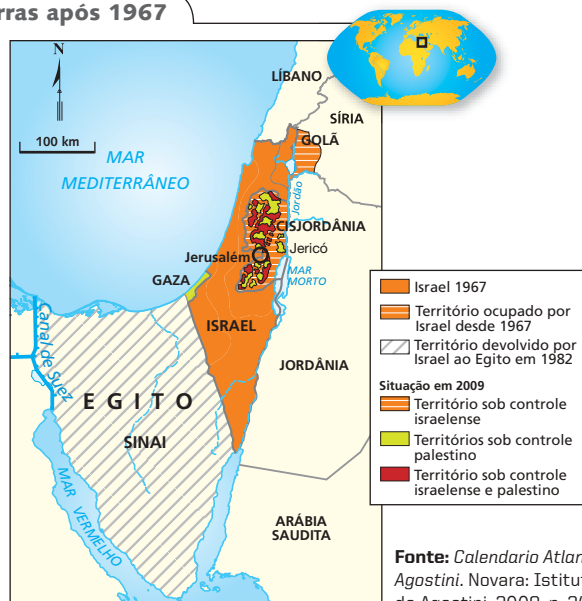 rras após 1967
N
100 km
LÍBANO
SÍRIA
GOLÃ
MAR
MEDITERRÂNEO
Jordão
CISJORDÂNIA
Jerusalém
Jericó
MAR
MORTO
GAZA
ISRAEL
JORDÂNIA
Canal de Suez
EGITO
SINAI
MAR VERMELHO
ARÁBIA
SAUDITA
Israel 1967
Território ocupado por
Israel desde 1967
Território devolvido por
Israel ao Egito em 1982
Situação em 2009
Território sob controle
israelense
Territórios sob controle
palestino
Território sob controle
israelense e palestino
Fonte: Calendario Atlan
Agostini. Novara: Istitut